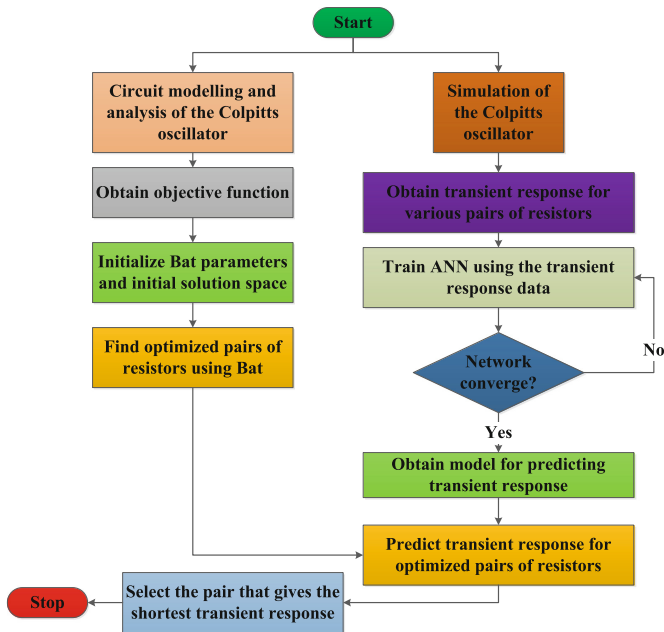 Start
Circuit modelling and
analysis of the Colpitts
oscillator
Obtain objective function
Initialize Bat parameters
and initial solution space
Find optimized pairs of
resistors using Bat
Simulation of
the Colpitts
oscillator
Obtain transient response for
various pairs of resistors
Train ANN using the transient
response data
Network
converge?
No
Yes
Obtain model for predicting
transient response
Predict transient response for
optimized pairs of resistors
Select the pair that gives the
shortest transient response
Stop